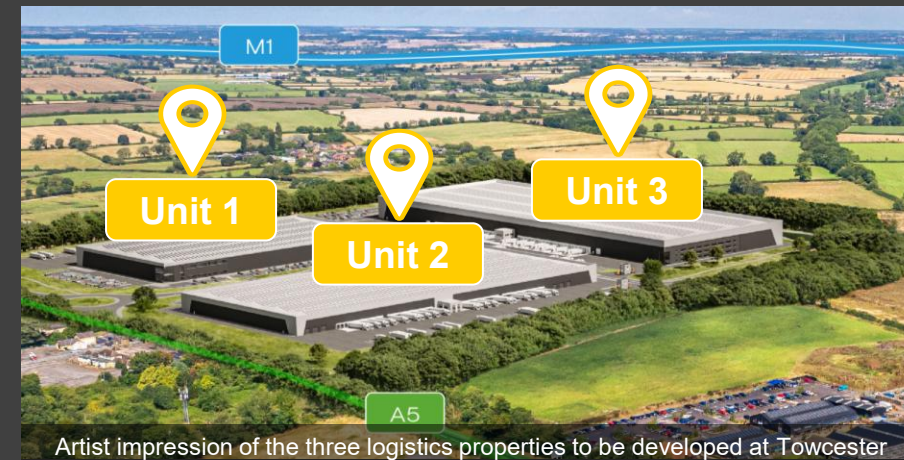 M1
Unit 1
Unit 2
Unit 3
A5
Artist impression of the three logistics properties to be developed at Towcester